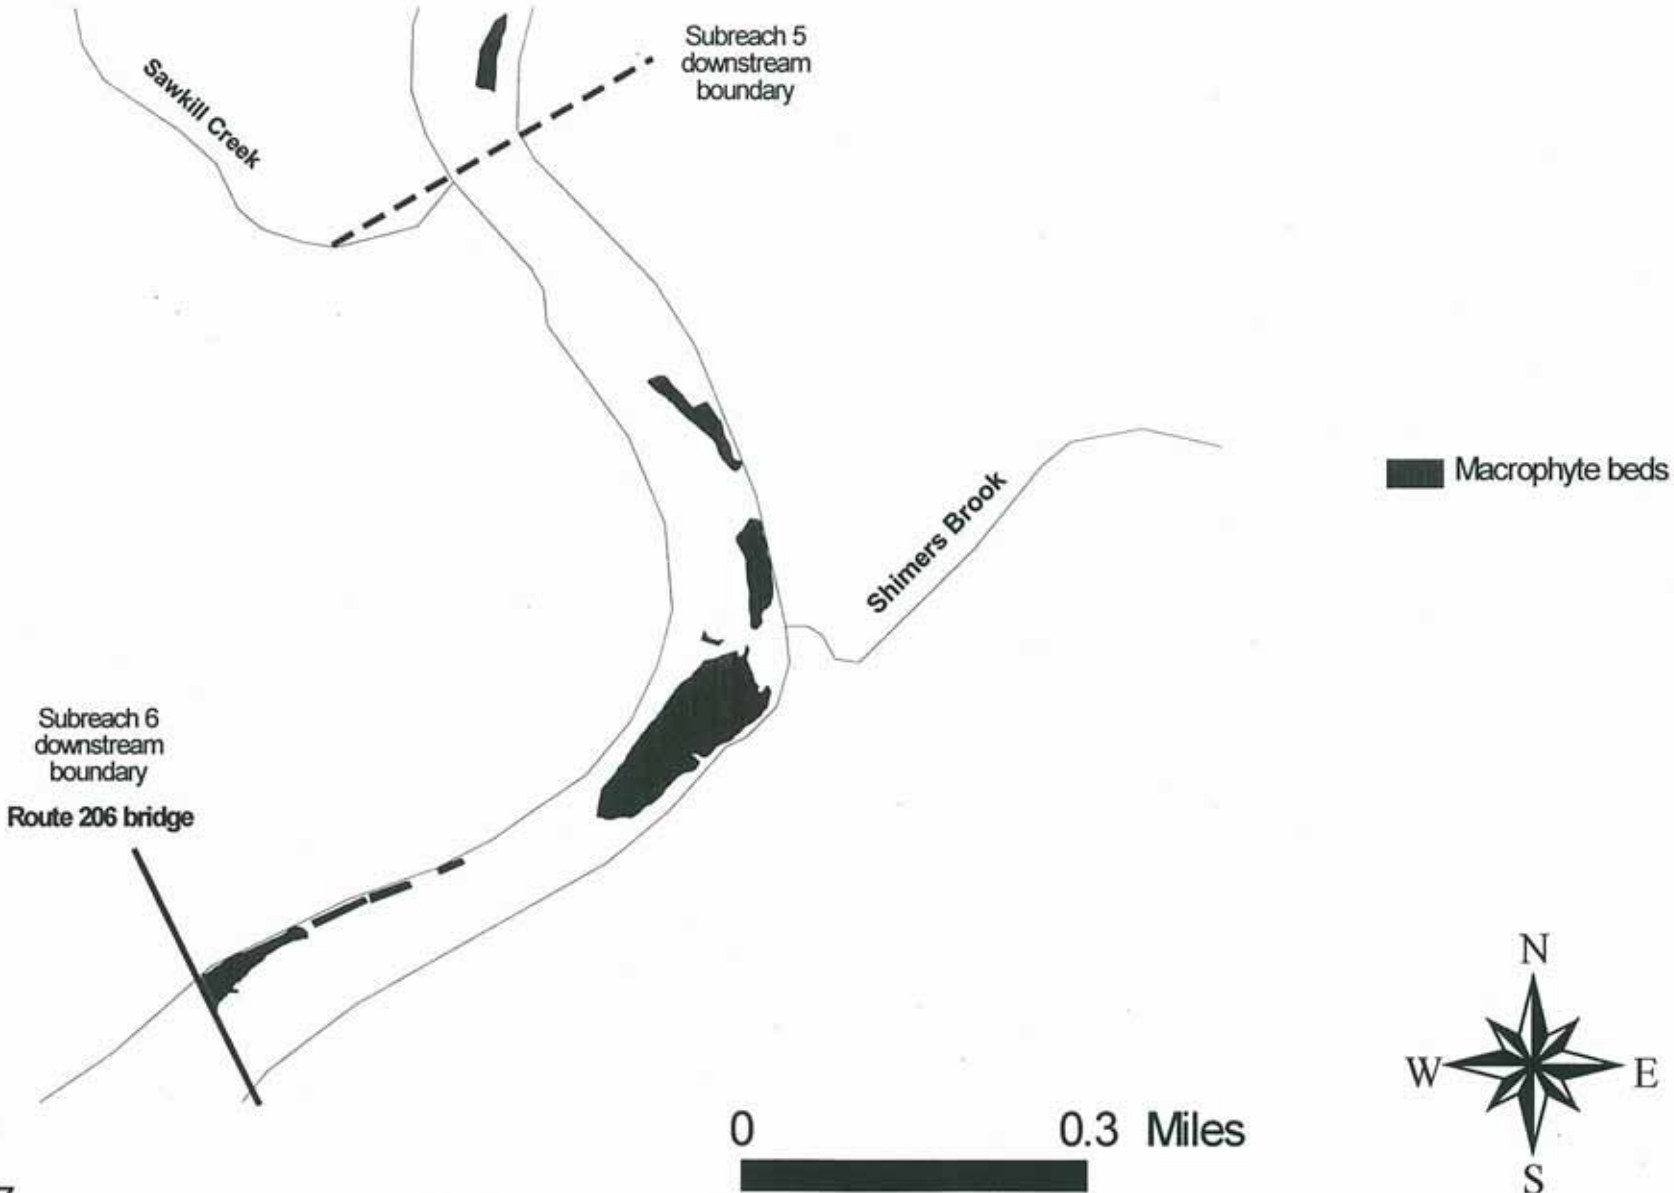 Subreach 5
downstream
boundary
Sawkill Creek
Macrophyte beds
Shimers Brook
Subreach 6
downstream
boundary
Route 206 bridge
N
W E
S
0 0.3 Miles